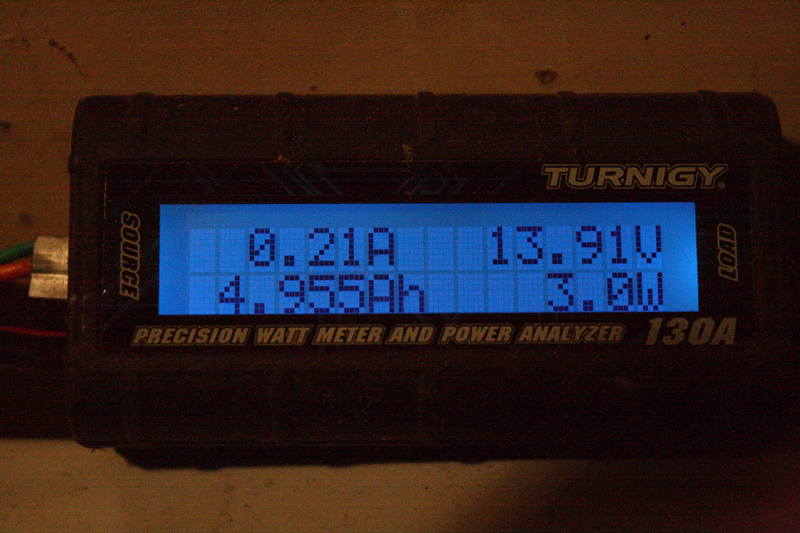 TURNIGY
SOURCE
0.21A 13.91V
4.955Ah 3.0W
LOAD
PRECISION WATT METER AND POWER ANALYZER 130A